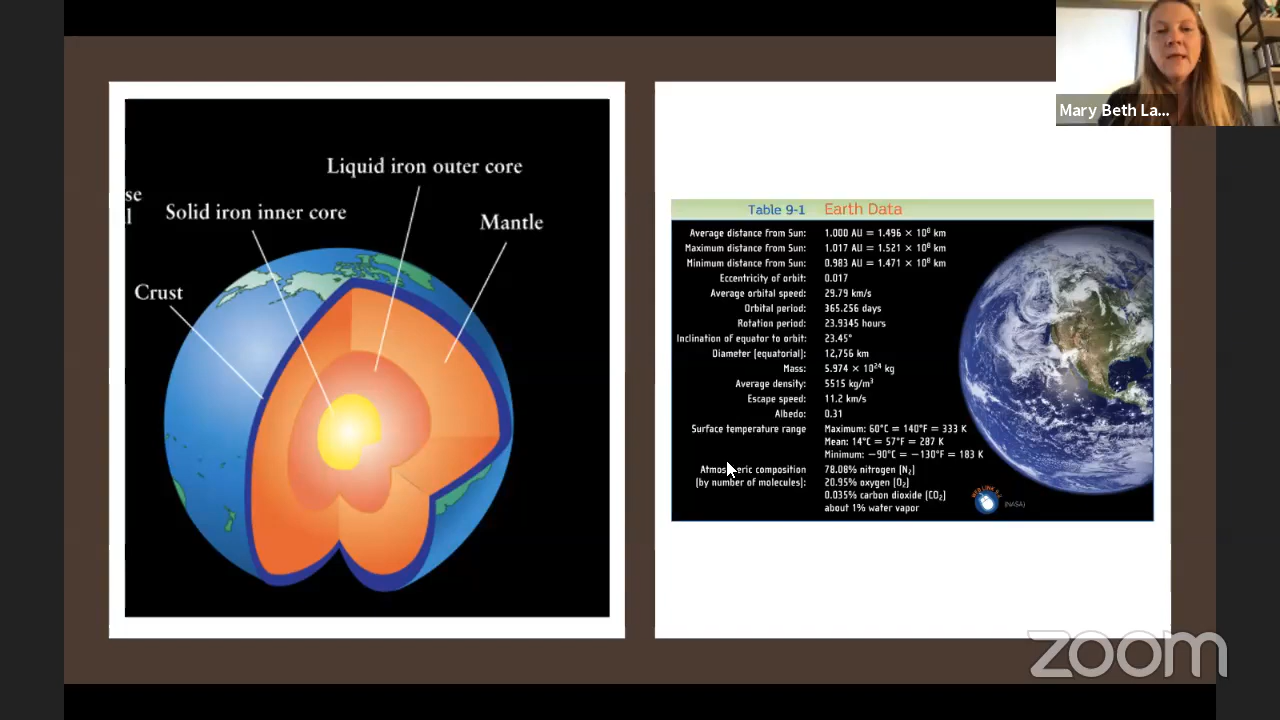 Mary Beth La...
Liquid iron outer core
se
Solid iron inner core
l
Mantle
Crust
Table 9-1 Earth Data
Average distance from Sun: 1.000 AU = 1.496 × 10⁸ km
Maximum distance from Sun: 1.017 AU = 1.521 × 10⁸ km
Minimum distance from Sun: 0.983 AU = 1.471 × 10⁸ km
Eccentricity of orbit: 0.017
Average orbital speed: 29.79 km/s
Orbital period: 365.256 days
Rotation period: 23.9345 hours
Inclination of equator to orbit: 23.45°
Diameter (equatorial): 12,756 km
Mass: 5.974 × 10²⁴ kg
Average density: 5515 kg/m³
Escape speed: 11.2 km/s
Albedo: 0.31
Surface temperature range Maximum: 60°C = 140°F = 333 K
Mean: 14°C = 57°F = 287 K
Minimum: −90°C = −130°F = 183 K
Atmospheric composition 78.08% nitrogen (N₂)
(by number of molecules): 20.95% oxygen (O₂)
0.035% carbon dioxide (CO₂)
about 1% water vapor
(NASA)
zoom